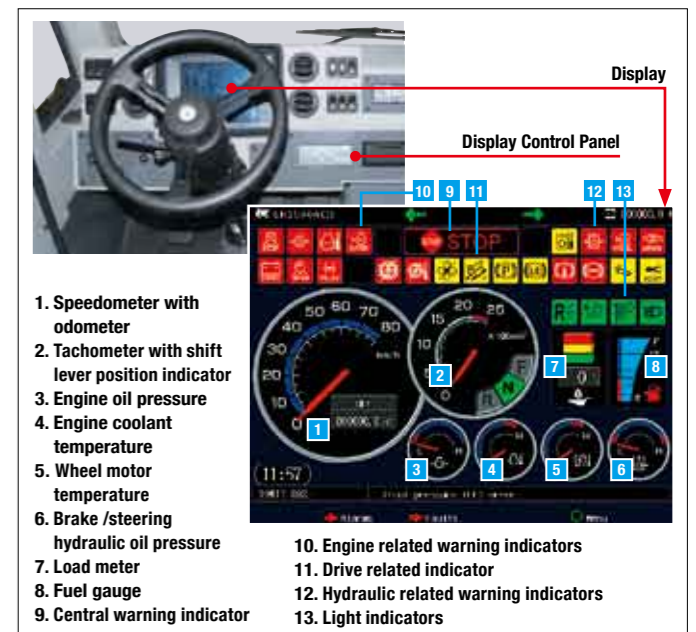 Display
Display Control Panel
10 9 11 12 13
STOP
50 60 70
40 80
30
20
10
0
km/h
15 20 25
10
5
0
F
N
R
7 8
1 2
3 4 5 6
11:57
Alarms Faults Menu
1. Speedometer with
odometer
2. Tachometer with shift
lever position indicator
3. Engine oil pressure
4. Engine coolant
temperature
5. Wheel motor
temperature
6. Brake /steering
hydraulic oil pressure
7. Load meter
8. Fuel gauge
9. Central warning indicator
10. Engine related warning indicators
11. Drive related indicator
12. Hydraulic related warning indicators
13. Light indicators